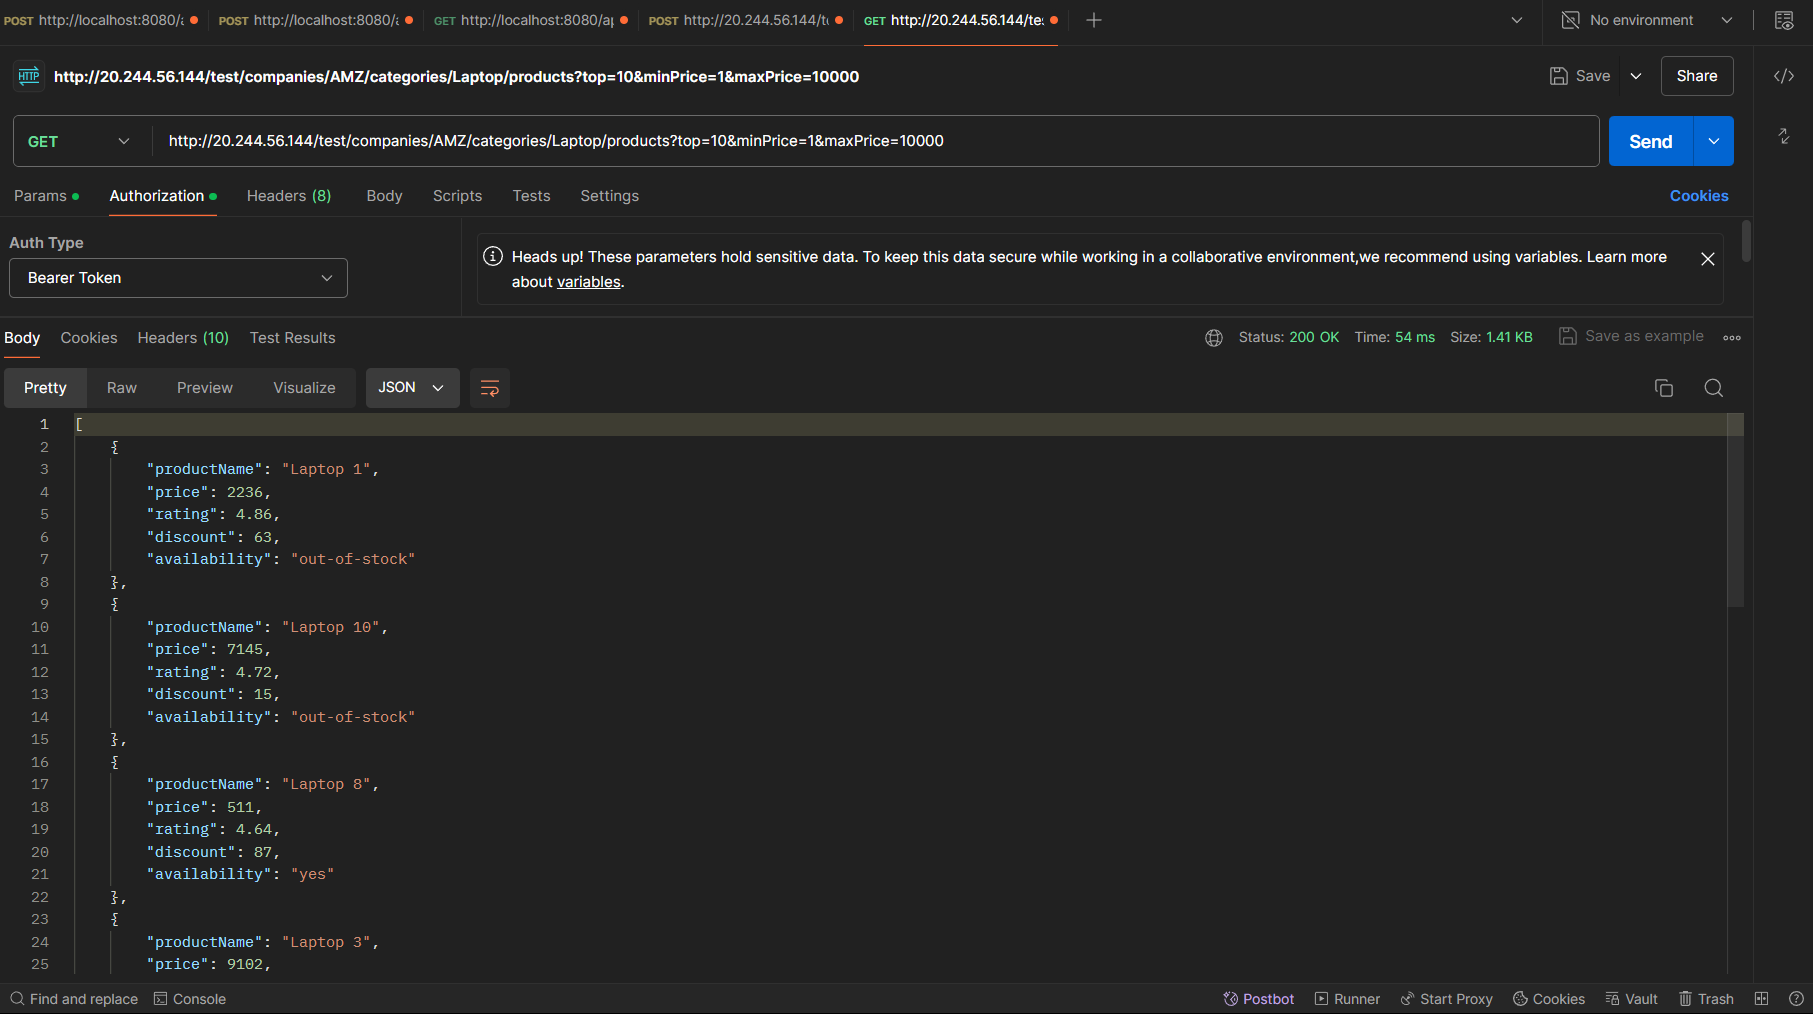 POST http://localhost:8080/a POST http://localhost:8080/a GET http://localhost:8080/ap POST http://20.244.56.144/t GET http://20.244.56.144/tes No environment
HTTP http://20.244.56.144/test/companies/AMZ/categories/Laptop/products?top=10&minPrice=1&maxPrice=10000 Save Share
GET http://20.244.56.144/test/companies/AMZ/categories/Laptop/products?top=10&minPrice=1&maxPrice=10000 Send
Params Authorization Headers (8) Body Scripts Tests Settings Cookies
Auth Type
Bearer Token
Heads up! These parameters hold sensitive data. To keep this data secure while working in a collaborative environment,we recommend using variables. Learn more
about variables.
Body Cookies Headers (10) Test Results Status: 200 OK Time: 54 ms Size: 1.41 KB Save as example
Pretty Raw Preview Visualize JSON
1 [
2 {
3 "productName": "Laptop 1",
4 "price": 2236,
5 "rating": 4.86,
6 "discount": 63,
7 "availability": "out-of-stock"
8 },
9 {
10 "productName": "Laptop 10",
11 "price": 7145,
12 "rating": 4.72,
13 "discount": 15,
14 "availability": "out-of-stock"
15 },
16 {
17 "productName": "Laptop 8",
18 "price": 511,
19 "rating": 4.64,
20 "discount": 87,
21 "availability": "yes"
22 },
23 {
24 "productName": "Laptop 3",
25 "price": 9102,
Find and replace Console Postbot Runner Start Proxy Cookies Vault Trash